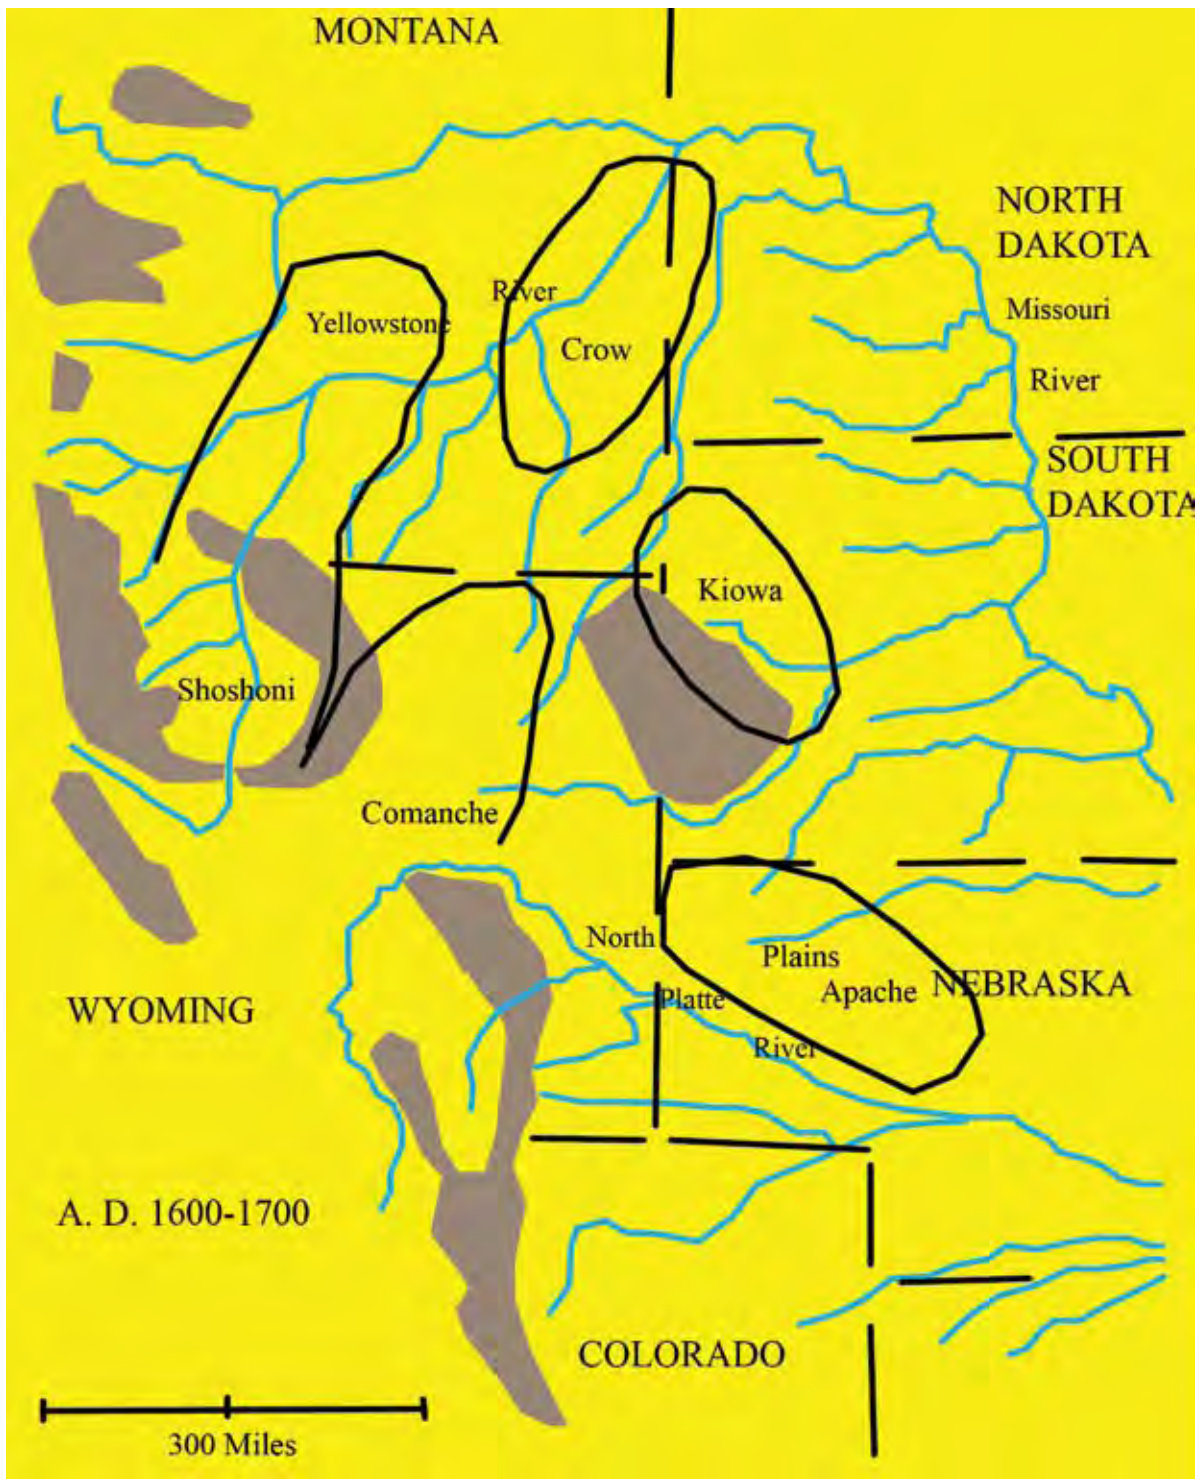 MONTANA
NORTH
DAKOTA
River
Missouri
Yellowstone
Crow
River
SOUTH
DAKOTA
Kiowa
Shoshoni
Comanche
North
Plains
Apache
NEBRASKA
Platte
WYOMING
River
A. D. 1600-1700
COLORADO
300 Miles